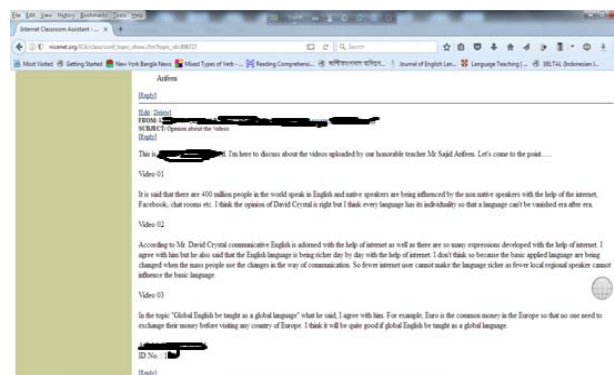 File Edit View History Bookmarks Tools Help
Internet Classroom Assistant - ...
Search
Most Visited Getting Started New York Bangla News Mixed Types of Verb - ... Reading Comprehensi... Journal of English Lan... Language Teaching | ... IJELTAL (Indonesian J...
Arifeen.
[Reply]
[Edit | Delete]
FROM:
SUBJECT: Opinion about the Videos
[Reply]
This is I'm here to discuss about the videos uploaded by our honorable teacher Mr Sajid Arifeen. Let's come to the point......
Video 01
It is said that there are 400 million people in the world speak in English and native speakers are being influenced by the non native speakers with the help of the internet,
Facebook, chat rooms etc. I think the opinion of David Crystal is right but I think every language has its individuality so that a language can't be vanished era after era.
Video 02
According to Mr. David Crystal communicative English is adorned with the help of internet as well as there are so many expressions developed with the help of internet. I
agree with him but he also said that the English language is being richer day by day with the help of internet. I don't think so because the basic applied language are being
changed when the mass people use the changes in the way of communication. So fewer internet user cannot make the language richer as fewer local regional speaker cannot
influence the basic language.
Video 03
In the topic "Global English be taught as a global language" what he said, I agree with him. For example, Euro is the common money in the Europe so that no one need to
exchange their money before visiting any country of Europe. I think it will be quite good if global English be taught as a global language.
ID No. : 1
[Reply]